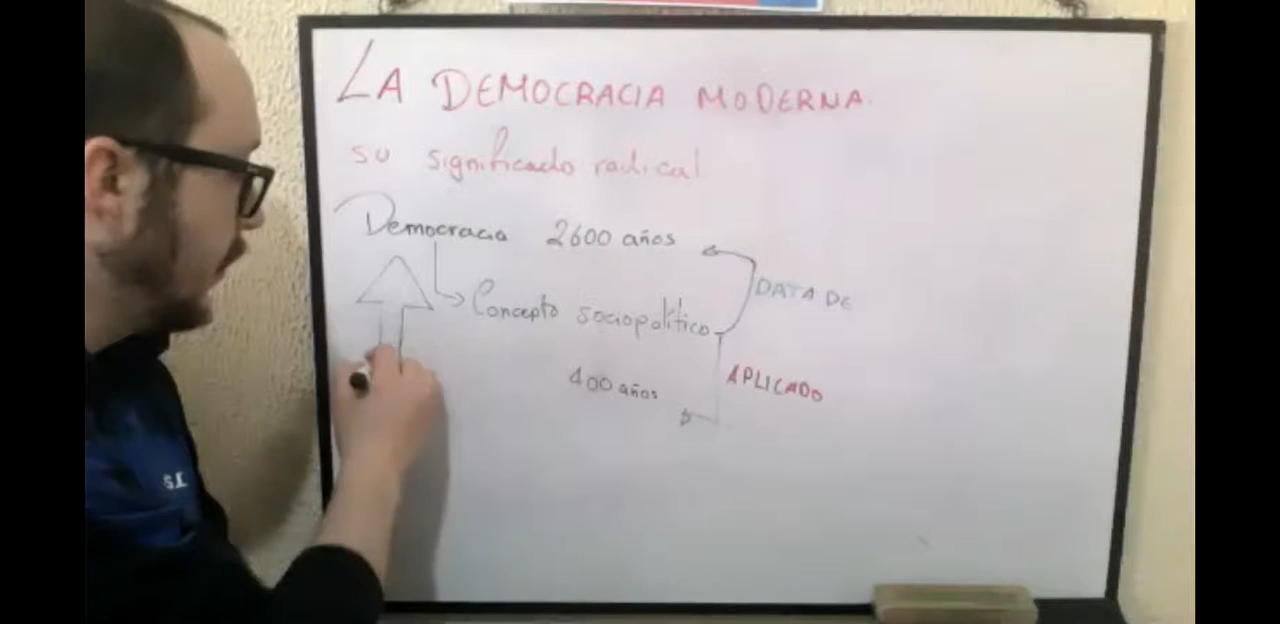 LA DEMOCRACIA MODERNA.
su significado radical
Democracia 2600 años
DATA DE
Concepto sociopolítico
APLICADO
400 años
S.I.